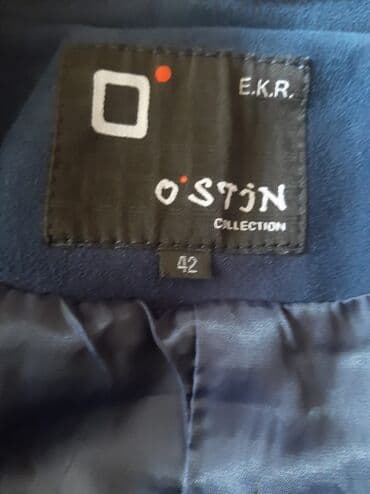 E.K.R.
O'STIN
COLLECTION
42